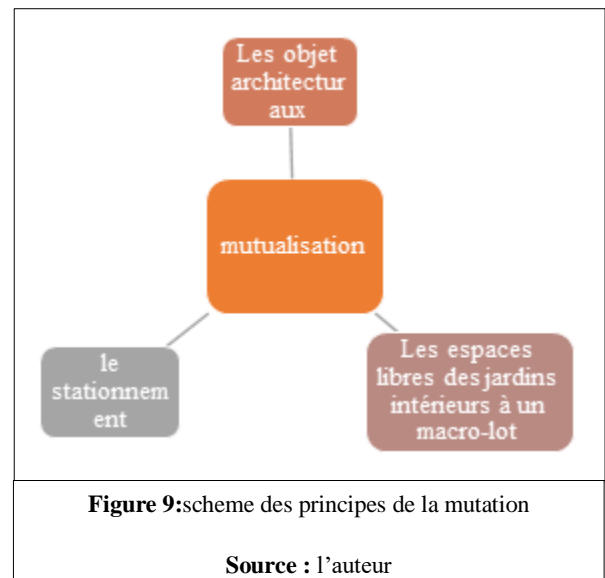 Les objet
architectur
aux
mutualisation
le
stationnem
ent
Les espaces
libres des jardins
intérieurs à un
macro-lot
Figure 9:scheme des principes de la mutation
Source : l’auteur